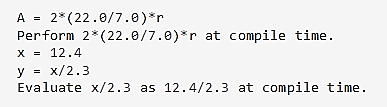 A = 2*(22.0/7.0)*r
Perform 2*(22.0/7.0)*r at compile time.
x = 12.4
y = x/2.3
Evaluate x/2.3 as 12.4/2.3 at compile time.